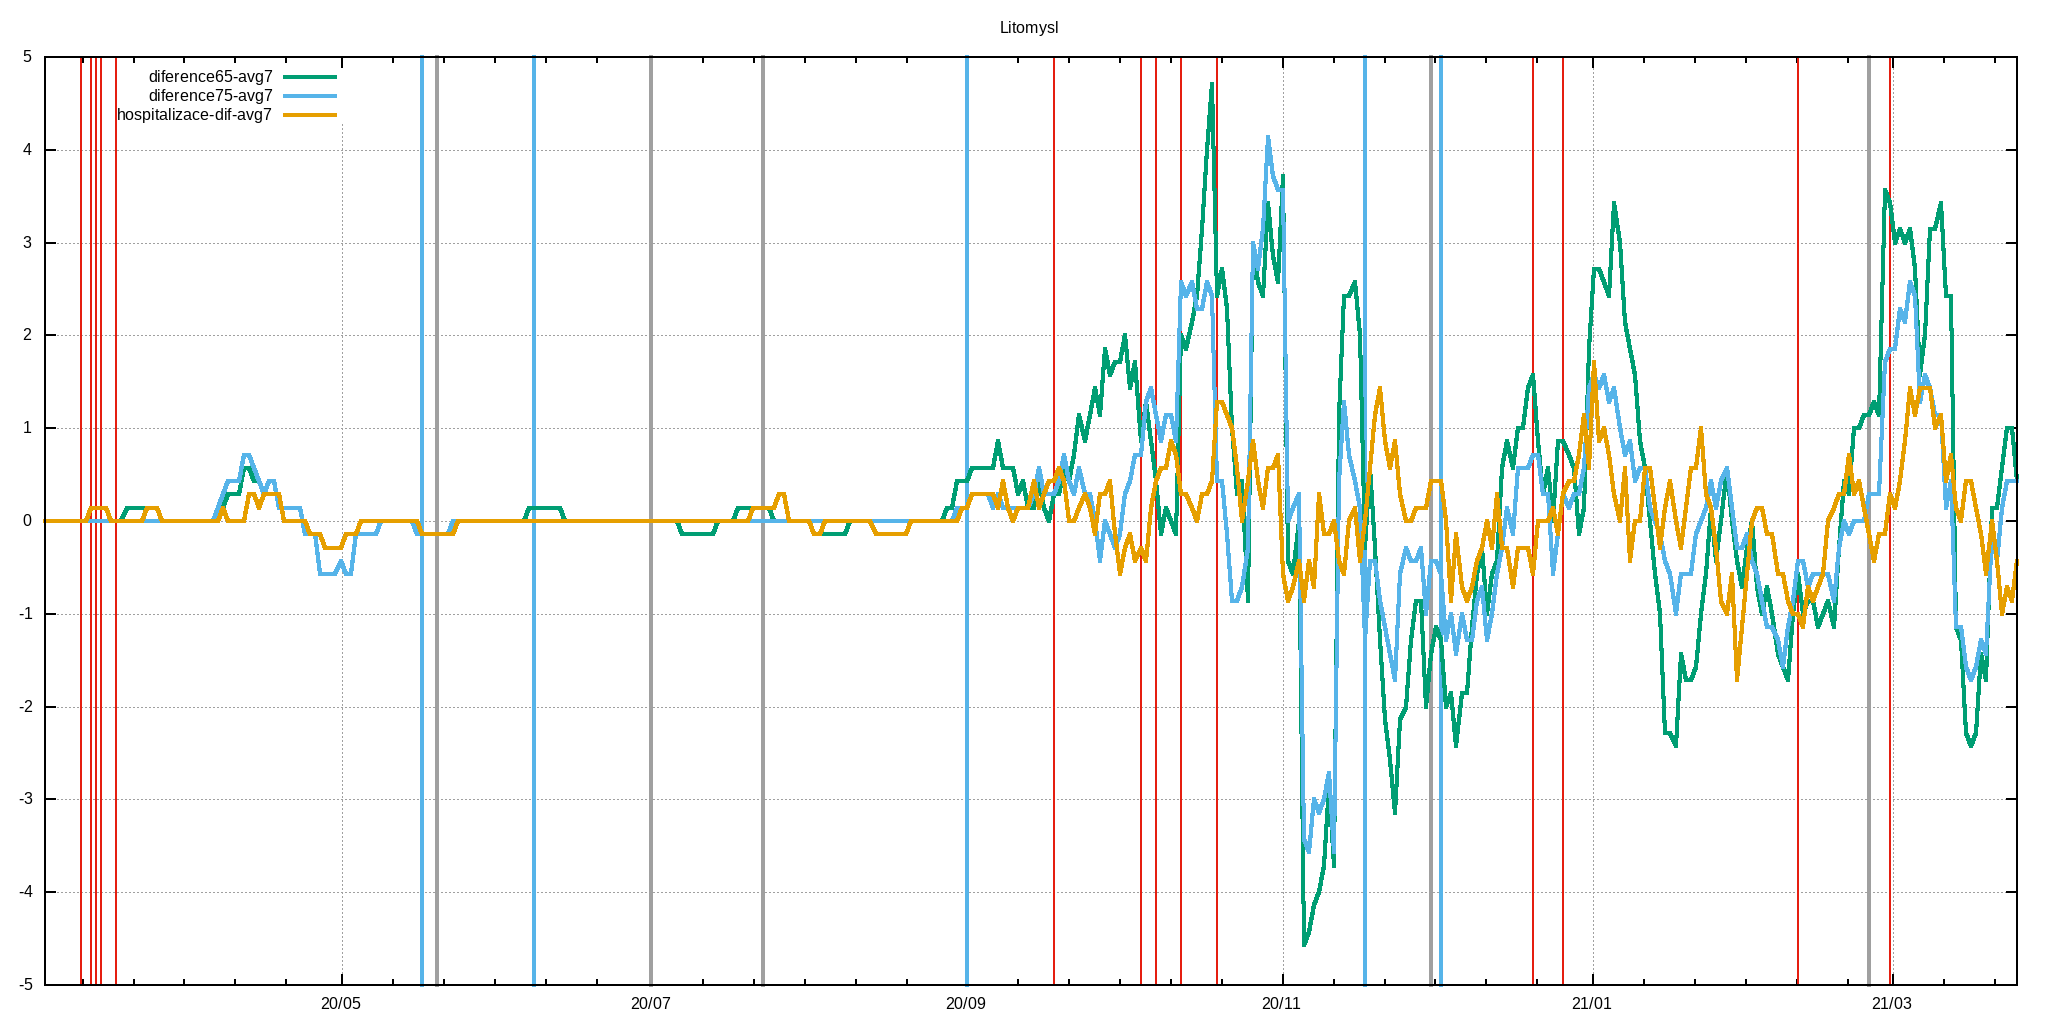 Litomysl
diference65-avg7
diference75-avg7
hospitalizace-dif-avg7
5
4
3
2
1
0
-1
-2
-3
-4
-5
20/05 20/07 20/09 20/11 21/01 21/03